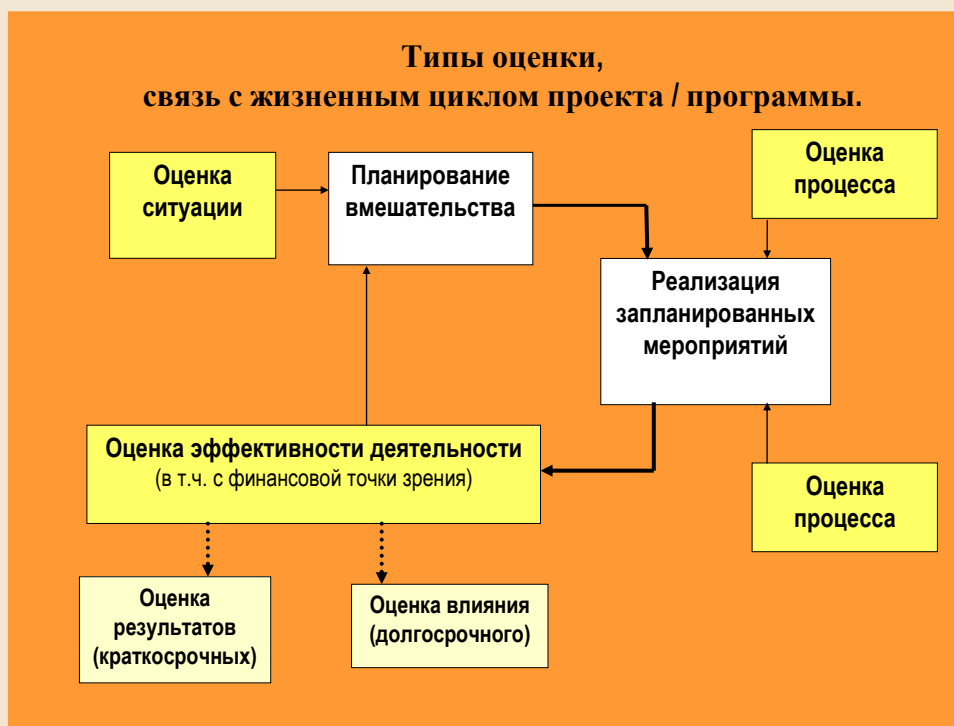 Типы оценки,
связь с жизненным циклом проекта / программы.
Оценка
ситуации
Планирование
вмешательства
Оценка
процесса
Реализация
запланированных
мероприятий
Оценка эффективности деятельности
(в т.ч. с финансовой точки зрения)
Оценка
процесса
Оценка
результатов
(краткосрочных)
Оценка влияния
(долгосрочного)